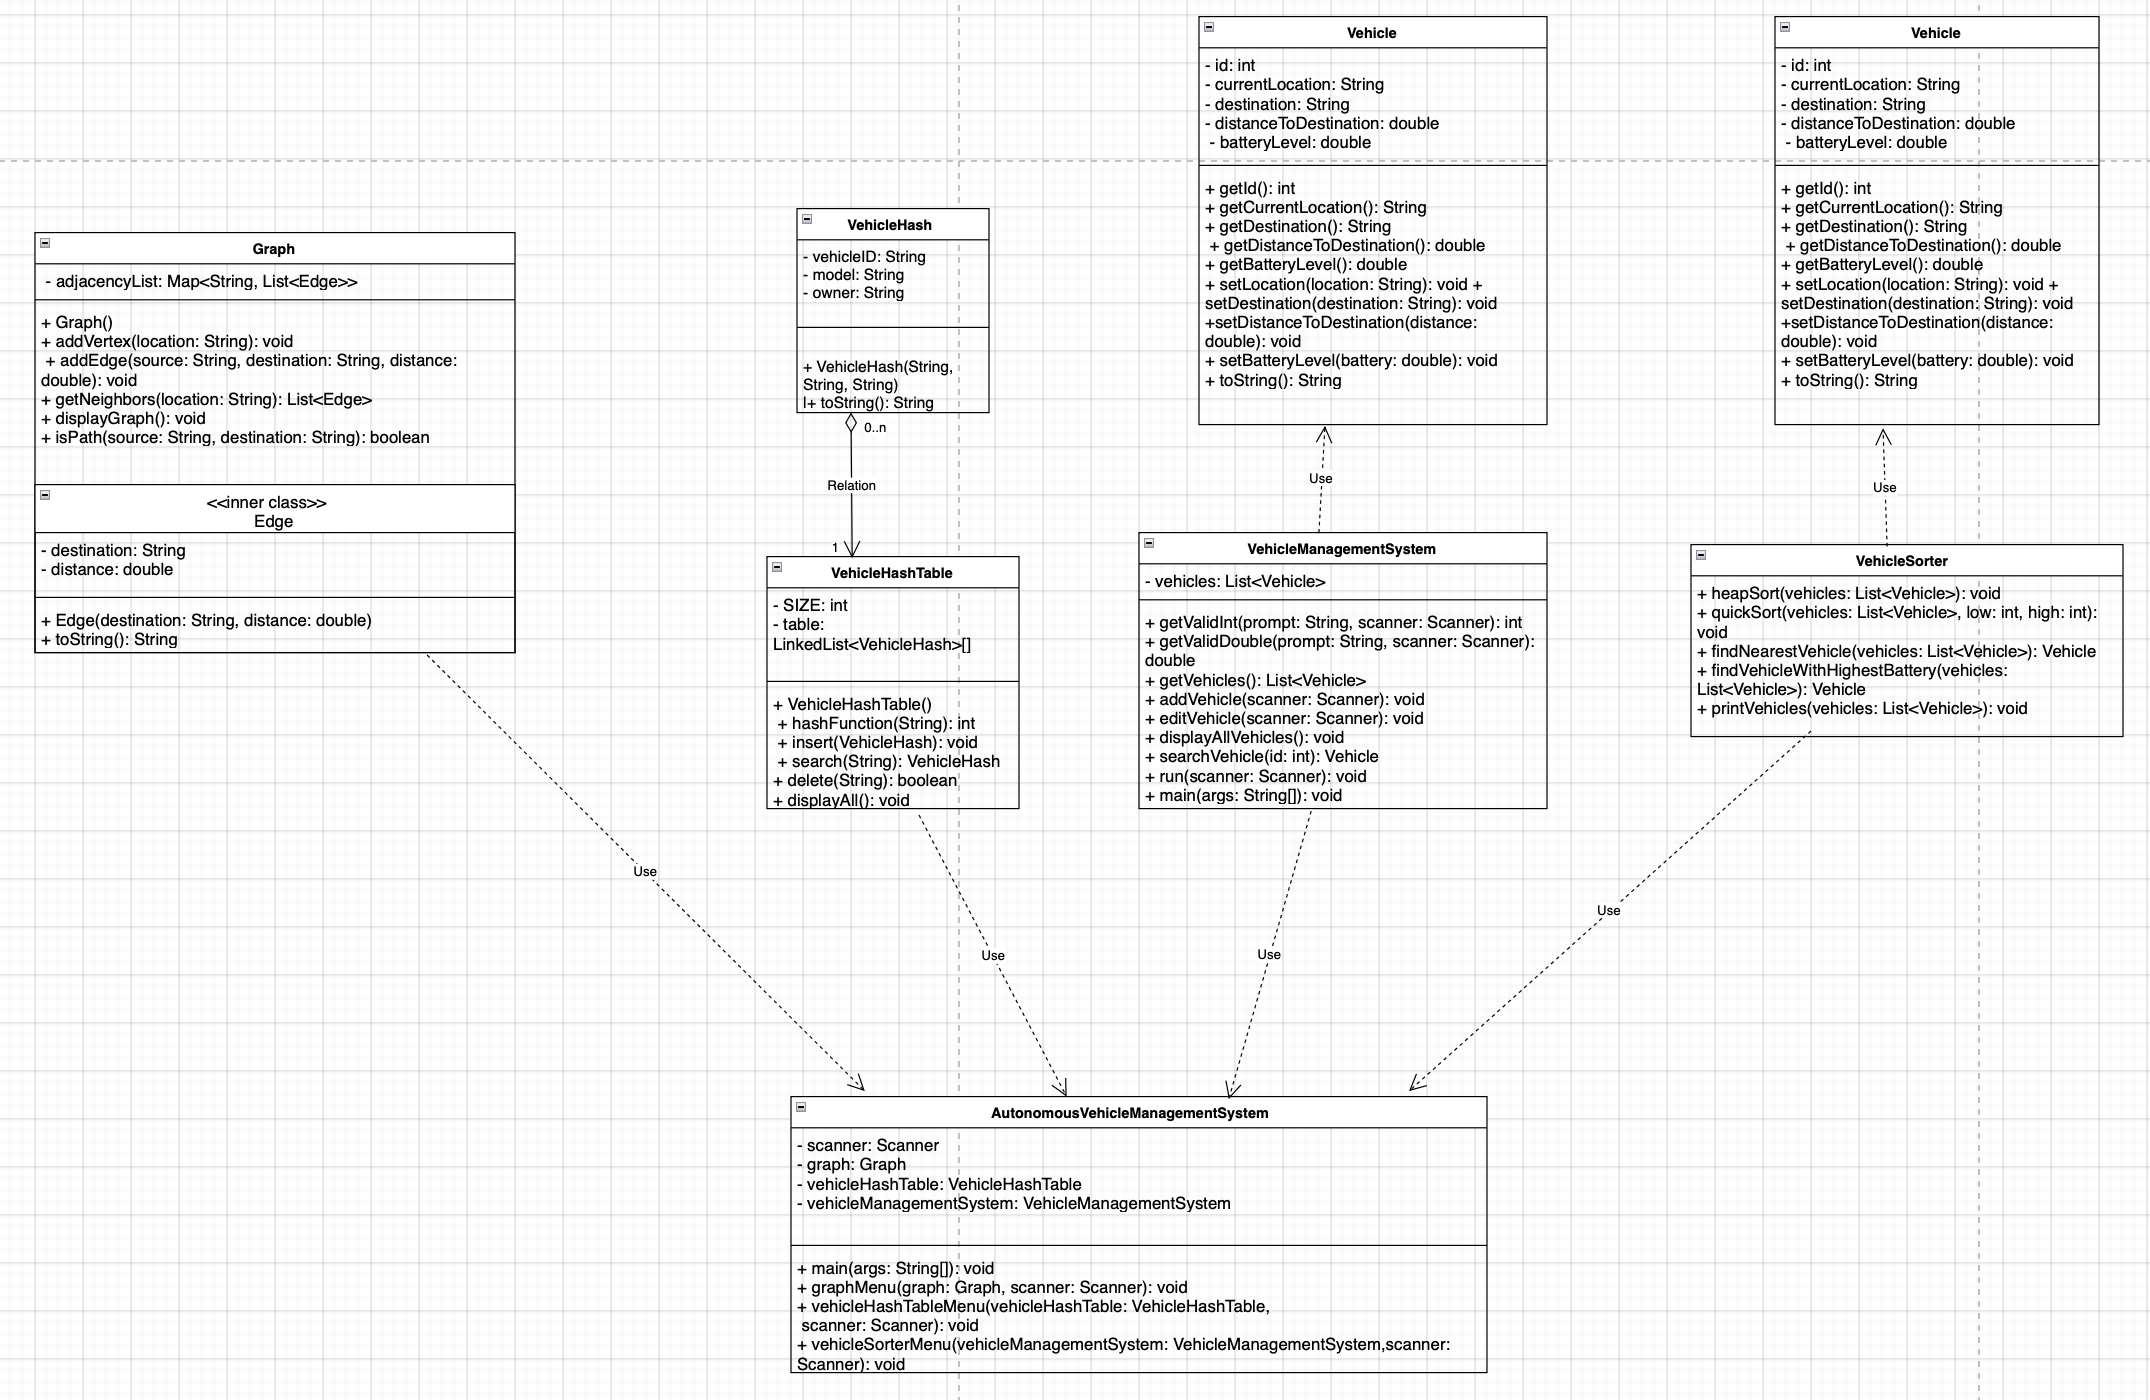 Vehicle
- id: int
- currentLocation: String
- destination: String
- distanceToDestination: double
- batteryLevel: double
+ getId(): int
+ getCurrentLocation(): String
+ getDestination(): String
+ getDistanceToDestination(): double
+ getBatteryLevel(): double
+ setLocation(location: String): void +
setDestination(destination: String): void
+setDistanceToDestination(distance:
double): void
+ setBatteryLevel(battery: double): void
+ toString(): String
Vehicle
- id: int
- currentLocation: String
- destination: String
- distanceToDestination: double
- batteryLevel: double
+ getId(): int
+ getCurrentLocation(): String
+ getDestination(): String
+ getDistanceToDestination(): double
+ getBatteryLevel(): double
+ setLocation(location: String): void +
setDestination(destination: String): void
+setDistanceToDestination(distance:
double): void
+ setBatteryLevel(battery: double): void
+ toString(): String
VehicleHash
- vehicleID: String
- model: String
- owner: String
+ VehicleHash(String,
String, String)
|+ toString(): String
0..n
Relation
1
Graph
- adjacencyList: Map<String, List<Edge>>
+ Graph()
+ addVertex(location: String): void
+ addEdge(source: String, destination: String, distance:
double): void
+ getNeighbors(location: String): List<Edge>
+ displayGraph(): void
+ isPath(source: String, destination: String): boolean
<<inner class>>
Edge
- destination: String
- distance: double
+ Edge(destination: String, distance: double)
+ toString(): String
VehicleHashTable
- SIZE: int
- table:
LinkedList<VehicleHash>[]
+ VehicleHashTable()
+ hashFunction(String): int
+ insert(VehicleHash): void
+ search(String): VehicleHash
+ delete(String): boolean
+ displayAll(): void
Use
VehicleManagementSystem
- vehicles: List<Vehicle>
+ getValidInt(prompt: String, scanner: Scanner): int
+ getValidDouble(prompt: String, scanner: Scanner):
double
+ getVehicles(): List<Vehicle>
+ addVehicle(scanner: Scanner): void
+ editVehicle(scanner: Scanner): void
+ displayAllVehicles(): void
+ searchVehicle(id: int): Vehicle
+ run(scanner: Scanner): void
+ main(args: String[]): void
Use
VehicleSorter
+ heapSort(vehicles: List<Vehicle>): void
+ quickSort(vehicles: List<Vehicle>, low: int, high: int):
void
+ findNearestVehicle(vehicles: List<Vehicle>): Vehicle
+ findVehicleWithHighestBattery(vehicles:
List<Vehicle>): Vehicle
+ printVehicles(vehicles: List<Vehicle>): void
Use
Use
Use
Use
AutonomousVehicleManagementSystem
- scanner: Scanner
- graph: Graph
- vehicleHashTable: VehicleHashTable
- vehicleManagementSystem: VehicleManagementSystem
+ main(args: String[]): void
+ graphMenu(graph: Graph, scanner: Scanner): void
+ vehicleHashTableMenu(vehicleHashTable: VehicleHashTable,
scanner: Scanner): void
+ vehicleSorterMenu(vehicleManagementSystem: VehicleManagementSystem,scanner:
Scanner): void